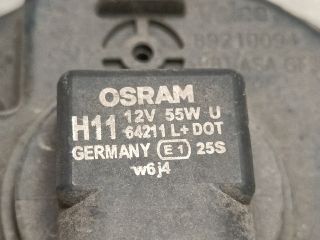 OSRAM
H11 12V 55W U
64211 L+ DOT
GERMANY E1 25S
w6j4